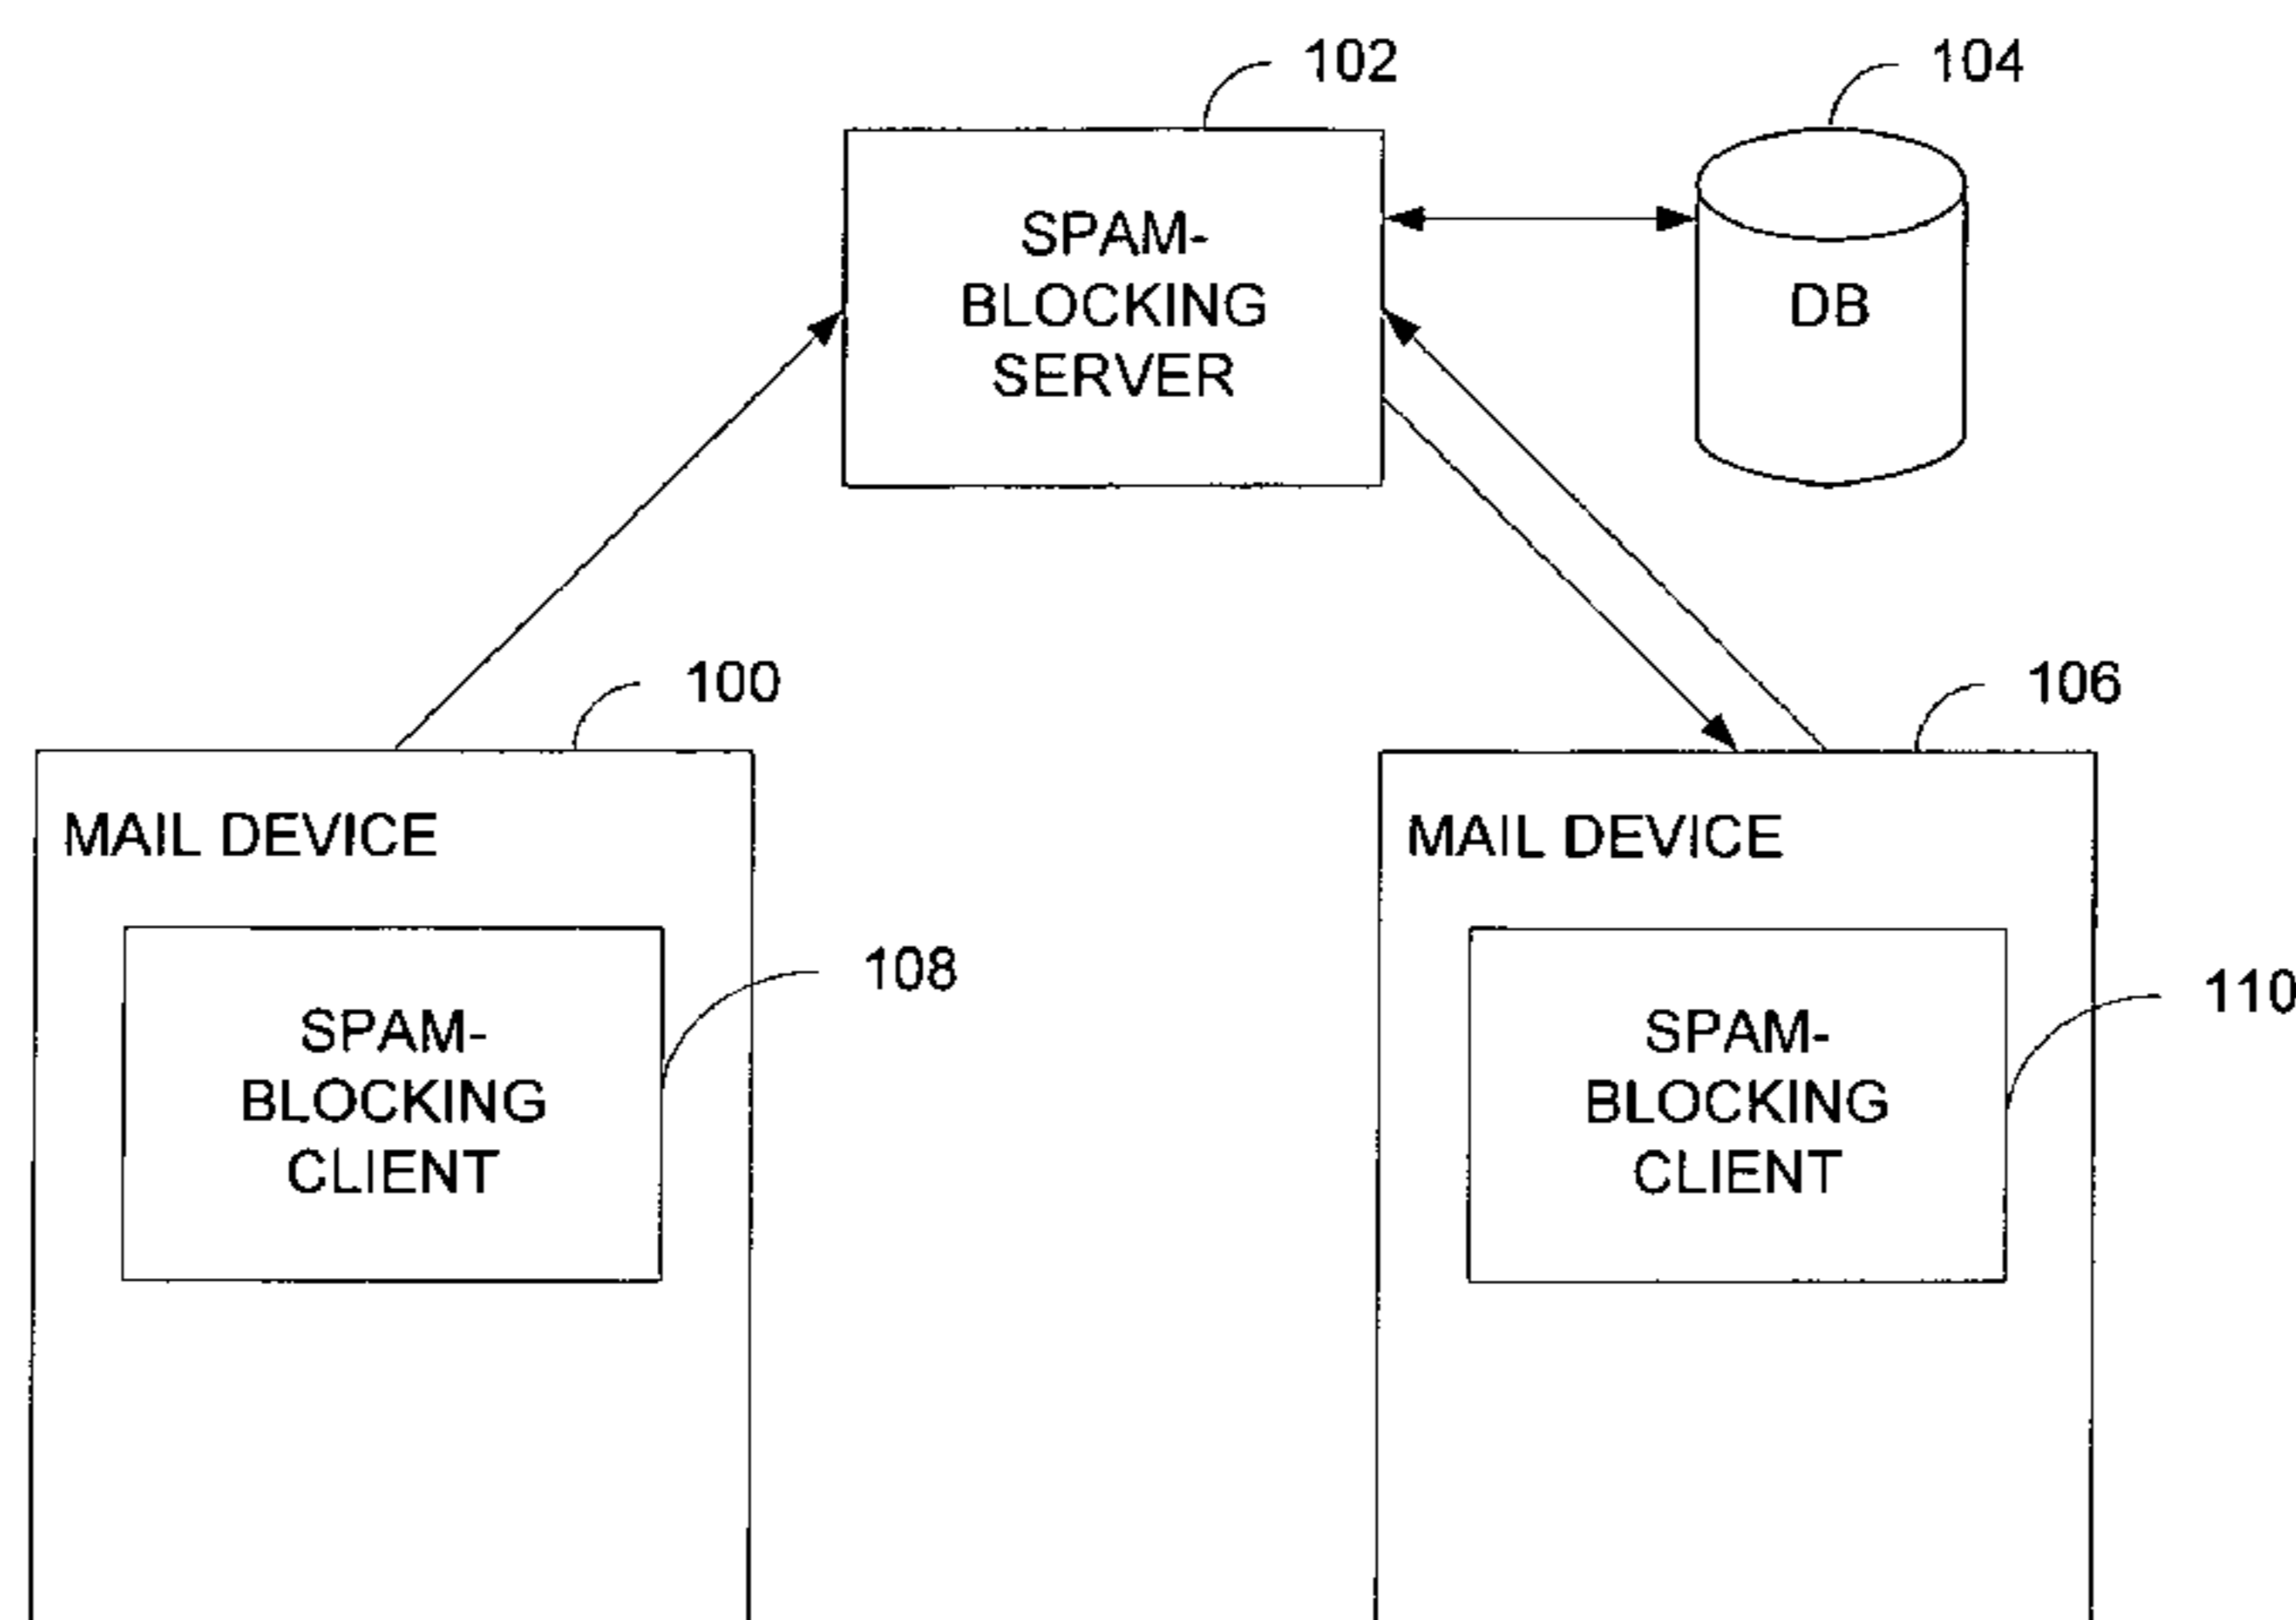 102
104
SPAM-
BLOCKING
SERVER
DB
100
106
MAIL DEVICE
MAIL DEVICE
108
110
SPAM-
BLOCKING
CLIENT
SPAM-
BLOCKING
CLIENT